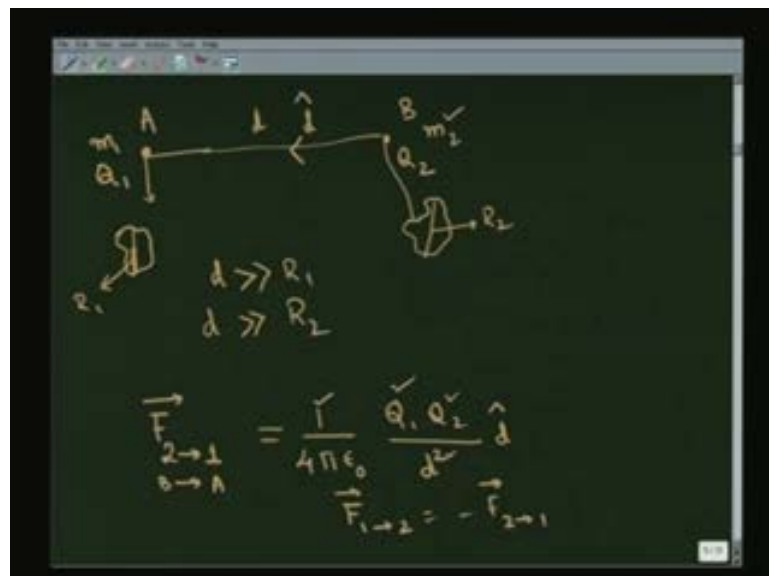 A d d̂ B
m m₂
Q₁ Q₂
R₂
R₁ d >> R₁
d >> R₂
F⃗ 2→1 = 1/4πε₀ Q₁ Q₂/d² d̂
B→A
F⃗ 1→2 = - F⃗ 2→1